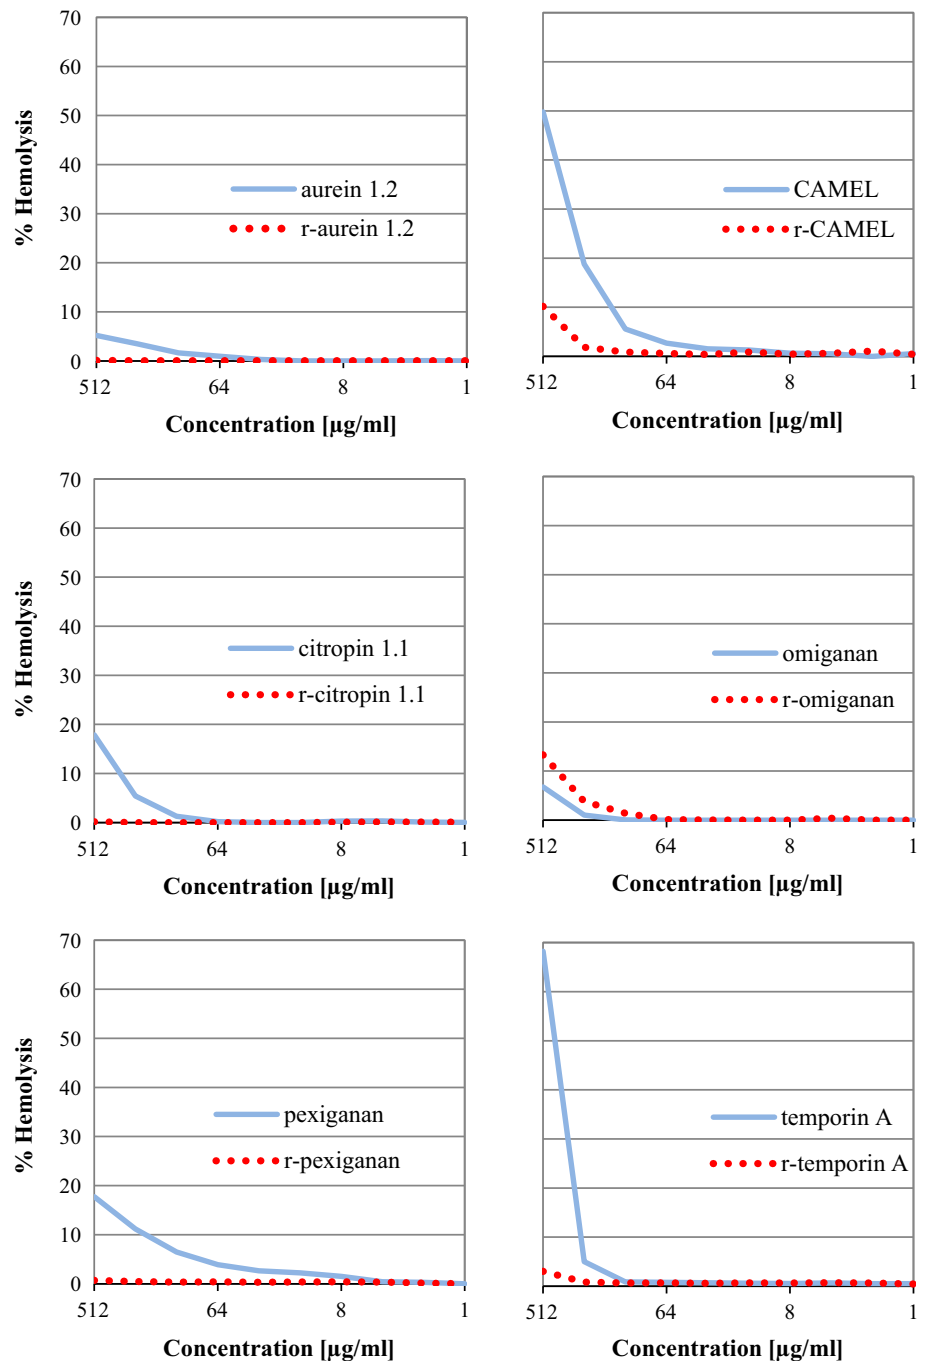 70
60
50
40
30
20
10
0
% Hemolysis
aurein 1.2
r-aurein 1.2
512 64 8 1
Concentration [µg/ml]
CAMEL
r-CAMEL
512 64 8 1
Concentration [µg/ml]
70
60
50
40
30
20
10
0
% Hemolysis
citropin 1.1
r-citropin 1.1
512 64 8 1
Concentration [µg/ml]
omiganan
r-omiganan
512 64 8 1
Concentration [µg/ml]
70
60
50
40
30
20
10
0
% Hemolysis
pexiganan
r-pexiganan
512 64 8 1
Concentration [µg/ml]
temporin A
r-temporin A
512 64 8 1
Concentration [µg/ml]